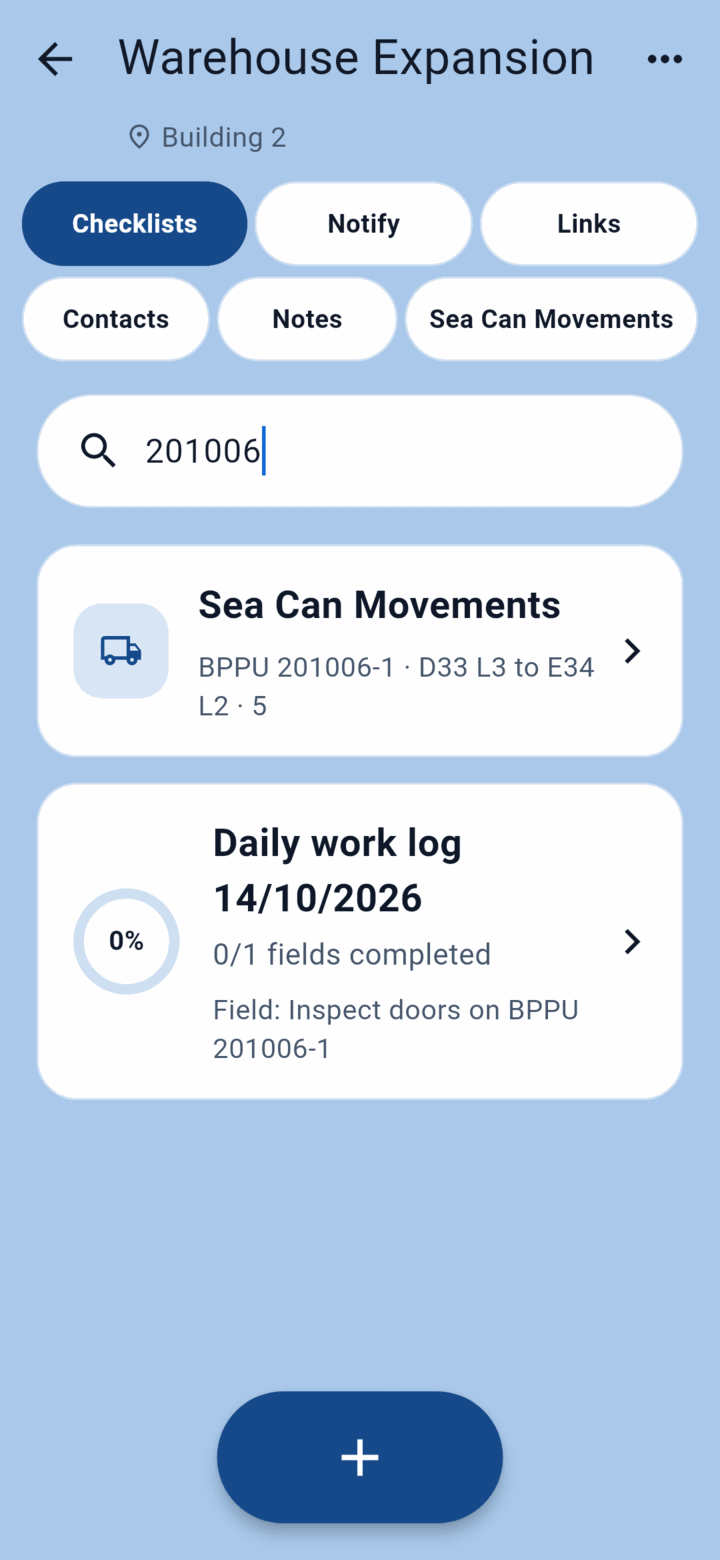 Warehouse Expansion
Building 2
Checklists
Notify
Links
Contacts
Notes
Sea Can Movements
201006
Sea Can Movements
BPPU 201006-1 · D33 L3 to E34
L2 · 5
Daily work log
14/10/2026
0%
0/1 fields completed
Field: Inspect doors on BPPU
201006-1